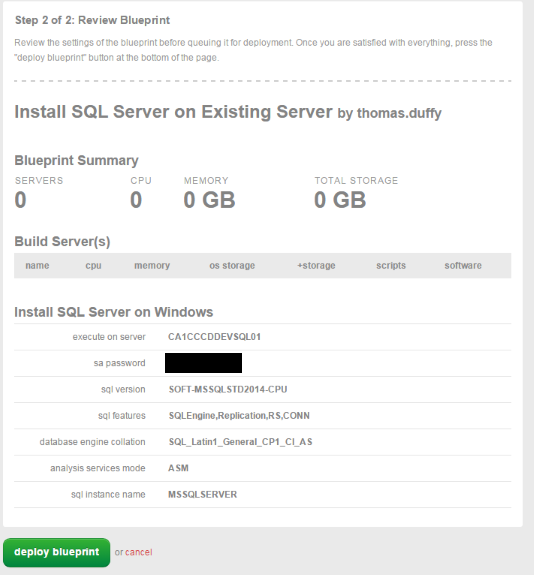 Step 2 of 2: Review Blueprint
Review the settings of the blueprint before queuing it for deployment. Once you are satisfied with everything, press the
"deploy blueprint" button at the bottom of the page.
Install SQL Server on Existing Server by thomas.duffy
Blueprint Summary
SERVERS CPU MEMORY TOTAL STORAGE
0 0 0 GB 0 GB
Build Server(s)
name cpu memory os storage +storage scripts software
Install SQL Server on Windows
execute on server CA1CCCDDEVSQL01
sa password
sql version SOFT-MSSQLSTD2014-CPU
sql features SQLEngine,Replication,RS,CONN
database engine collation SQL_Latin1_General_CP1_CI_AS
analysis services mode ASM
sql instance name MSSQLSERVER
deploy blueprint or cancel